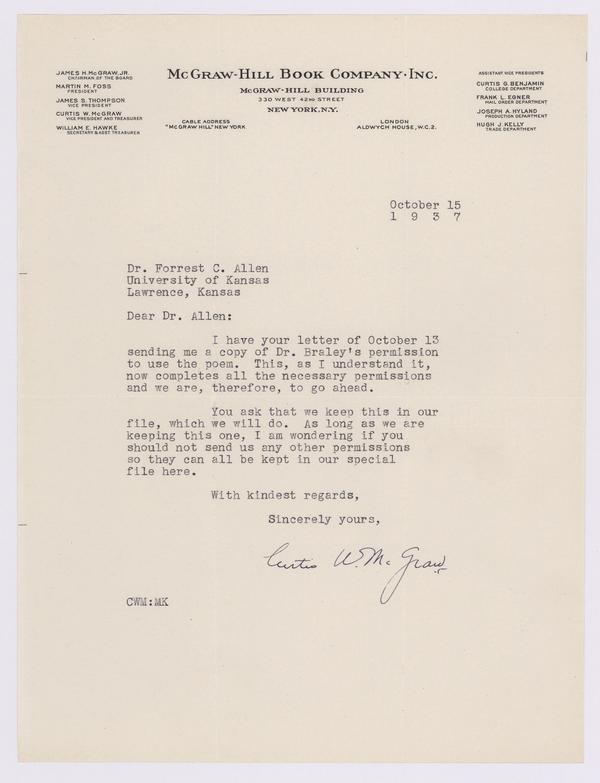 McGraw-Hill Book Company·Inc.
McGraw-Hill Building
330 West 42nd Street
New York, N.Y.
James H. McGraw, Jr.
Chairman of the Board
Martin M. Foss
President
James S. Thompson
Vice President
Curtis W. McGraw
Vice President and Treasurer
William E. Hawke
Secretary & Asst. Treasurer
Cable Address
"McGraw Hill" New York
London
Aldwych House, W.C.2.
Assistant Vice Presidents
Curtis G. Benjamin
College Department
Frank L. Egner
Mail Order Department
Joseph A. Hyland
Production Department
Hugh J. Kelly
Trade Department
October 15
1 9 3 7
Dr. Forrest C. Allen
University of Kansas
Lawrence, Kansas
Dear Dr. Allen:
I have your letter of October 13
sending me a copy of Dr. Braley's permission
to use the poem. This, as I understand it,
now completes all the necessary permissions
and we are, therefore, to go ahead.
You ask that we keep this in our
file, which we will do. As long as we are
keeping this one, I am wondering if you
should not send us any other permissions
so they can all be kept in our special
file here.
With kindest regards,
Sincerely yours,
Curtis W. McGraw
CWM:MK